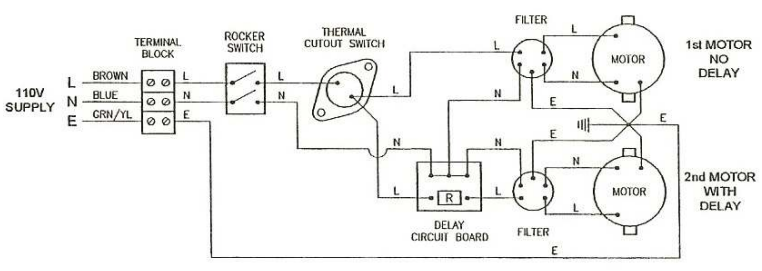 FILTER
THERMAL
CUTOUT SWITCH
ROCKER
SWITCH
TERMINAL
BLOCK
L
L
MOTOR
1st MOTOR
NO
DELAY
110V
SUPPLY
L
BROWN
L
L
L
N
N
BLUE
N
N
N
E
E
GRN/YL
E
E
N
N
N
MOTOR
2nd MOTOR
WITH
DELAY
L
R
L
L
DELAY
CIRCUIT BOARD
FILTER
E
E